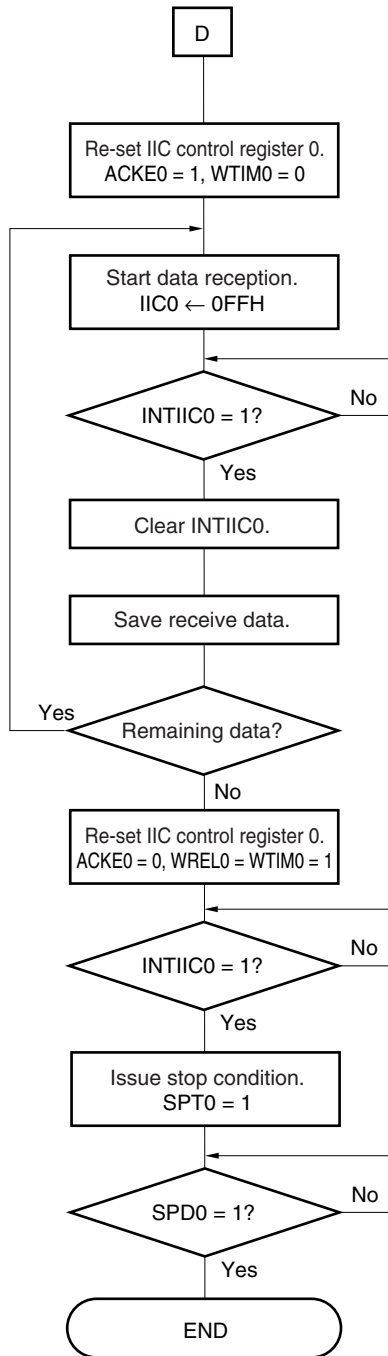 D
Re-set IIC control register 0.
ACKE0 = 1, WTIM0 = 0
Start data reception.
IIC0 ← 0FFH
INTIIC0 = 1?
No
Yes
Clear INTIIC0.
Save receive data.
Yes
Remaining data?
No
Re-set IIC control register 0.
ACKE0 = 0, WREL0 = WTIM0 = 1
INTIIC0 = 1?
No
Yes
Issue stop condition.
SPT0 = 1
SPD0 = 1?
No
Yes
END